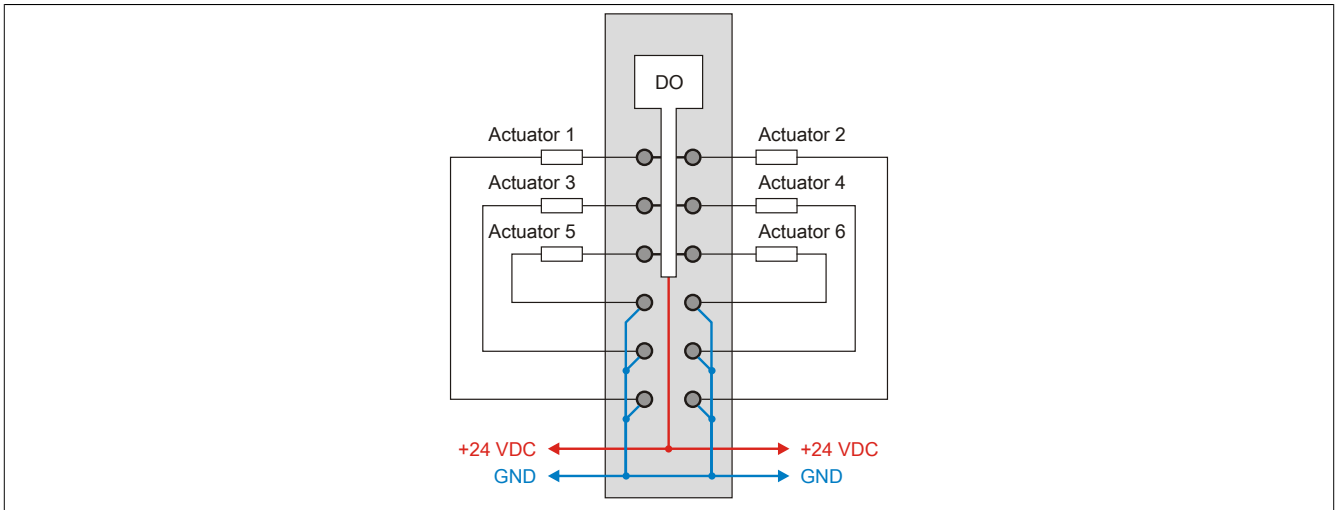 DO
Actuator 1
Actuator 2
Actuator 3
Actuator 4
Actuator 5
Actuator 6
+24 VDC
+24 VDC
GND
GND